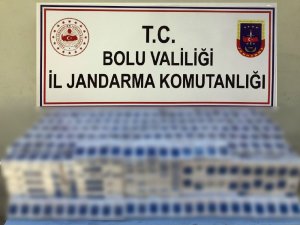 T.C.
BOLU VALİLİĞİ
İL JANDARMA KOMUTANLIĞI